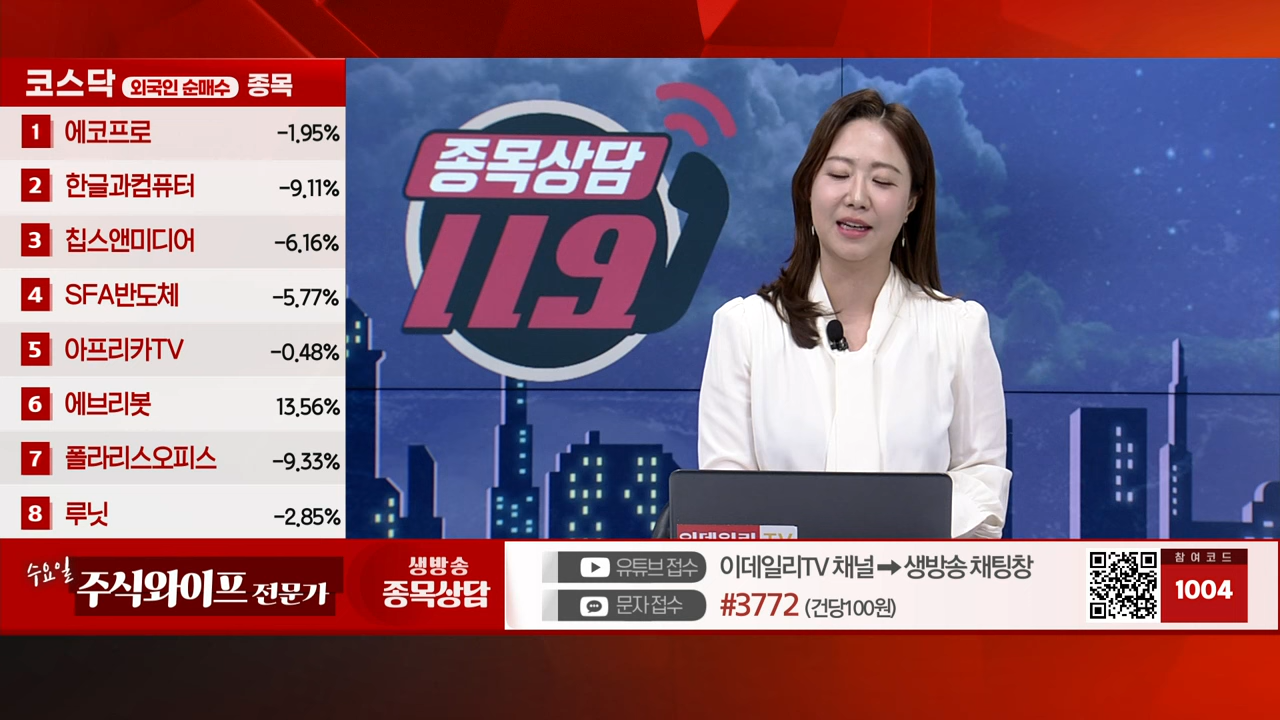 코스닥 외국인 순매수 종목
1 에코프로 -1.95%
2 한글과컴퓨터 -9.11%
3 칩스앤미디어 -6.16%
4 SFA반도체 -5.77%
5 아프리카TV -0.48%
6 에브리봇 13.56%
7 폴라리스오피스 -9.33%
8 루닛 -2.85%
종목상담
119
이데일리TV
수요일 주식와이프 전문가
생방송
종목상담
유튜브 접수 이데일리TV 채널 ➡ 생방송 채팅창
문자 접수 #3772 (건당100원)
참여코드
1004